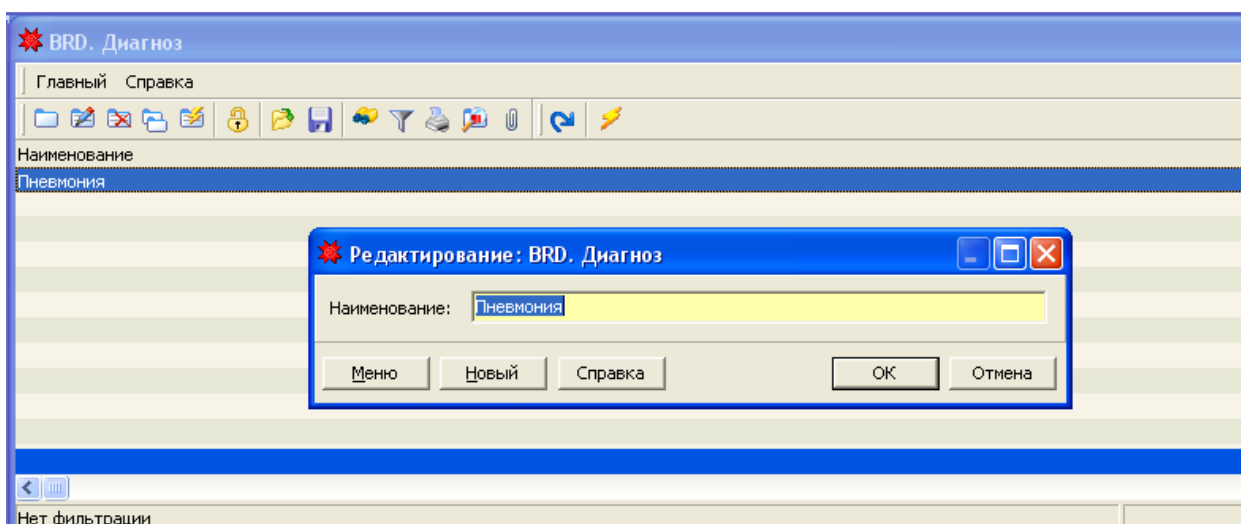 BRD. Диагноз
Главный Справка
Наименование
Пневмония
Редактирование: BRD. Диагноз
Наименование: Пневмония
Меню Новый Справка ОК Отмена
Нет фильтрации